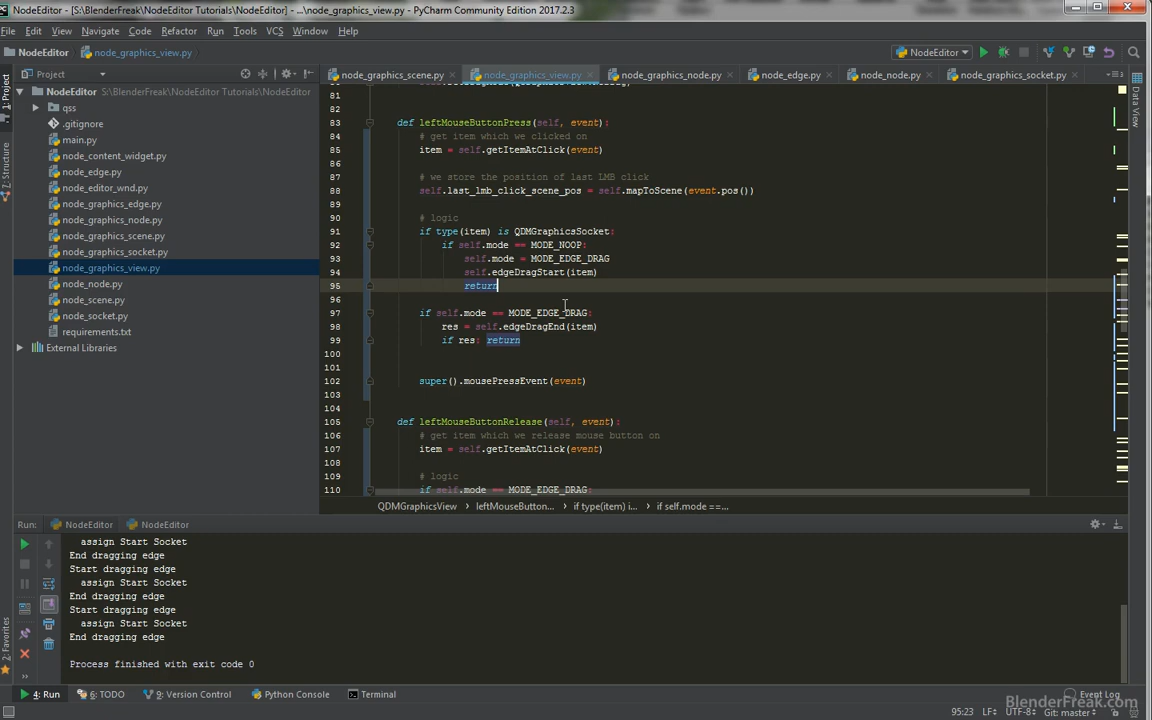 NodeEditor - [S:\BlenderFreak\NodeEditor Tutorials\NodeEditor] - ...\node_graphics_view.py - PyCharm Community Edition 2017.2.3
File Edit View Navigate Code Refactor Run Tools VCS Window Help
NodeEditor node_graphics_view.py NodeEditor
Project node_graphics_scene.py node_graphics_view.py node_graphics_node.py node_edge.py node_node.py node_socket.py
1: Project
7: Structure
2: Favorites
Data View
NodeEditor S:\BlenderFreak\NodeEditor Tutorials\NodeEditor
qss
.gitignore
main.py
node_content_widget.py
node_edge.py
node_editor_wnd.py
node_graphics_edge.py
node_graphics_node.py
node_graphics_scene.py
node_graphics_socket.py
node_graphics_view.py
node_node.py
node_scene.py
node_socket.py
requirements.txt
External Libraries
82
83 def leftMouseButtonPress(self, event):
84 # get item which we clicked on
85 item = self.getItemAtClick(event)
86
87 # we store the position of last LMB click
88 self.last_lmb_click_scene_pos = self.mapToScene(event.pos())
89
90 # logic
91 if type(item) is QDMGraphicsSocket:
92 if self.mode == MODE_NOOP:
93 self.mode = MODE_EDGE_DRAG
94 self.edgeDragStart(item)
95 return
96
97 if self.mode == MODE_EDGE_DRAG:
98 res = self.edgeDragEnd(item)
99 if res: return
100
101
102 super().mousePressEvent(event)
103
104
105 def leftMouseButtonRelease(self, event):
106 # get item which we release mouse button on
107 item = self.getItemAtClick(event)
108
109 # logic
110 if self.mode == MODE_EDGE_DRAG:
QDMGraphicsView leftMouseButton... if type(item) i... if self.mode ==...
Run: NodeEditor NodeEditor
assign Start Socket
End dragging edge
Start dragging edge
assign Start Socket
End dragging edge
Start dragging edge
assign Start Socket
End dragging edge
Process finished with exit code 0
4: Run 6: TODO 9: Version Control Python Console Terminal Event Log
95:23 LF UTF-8 Git: master
BlenderFreak.com